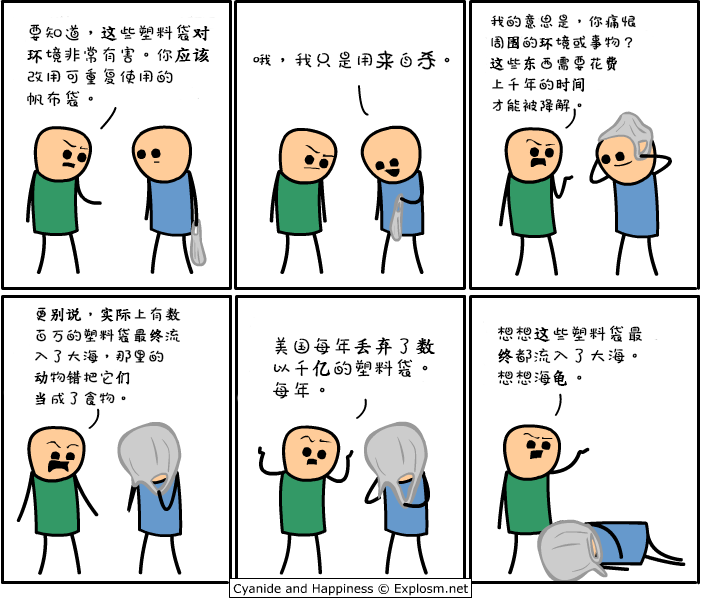 要知道，这些塑料袋对
环境非常有害。你应该
改用可重复使用的
帆布袋。
哦，我只是用来自杀。
我的意思是，你痛恨
周围的环境或事物？
这些东西需要花费
上千年的时间
才能被降解。
更别说，实际上有数
百万的塑料袋最终流
入了大海，那里的
动物错把它们
当成了食物。
美国每年丢弃了数
以千亿的塑料袋。
每年。
想想这些塑料袋最
终都流入了大海。
想想海龟。
Cyanide and Happiness © Explosm.net